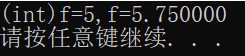 (int)f=5,f=5.750000
请按任意键继续. . .